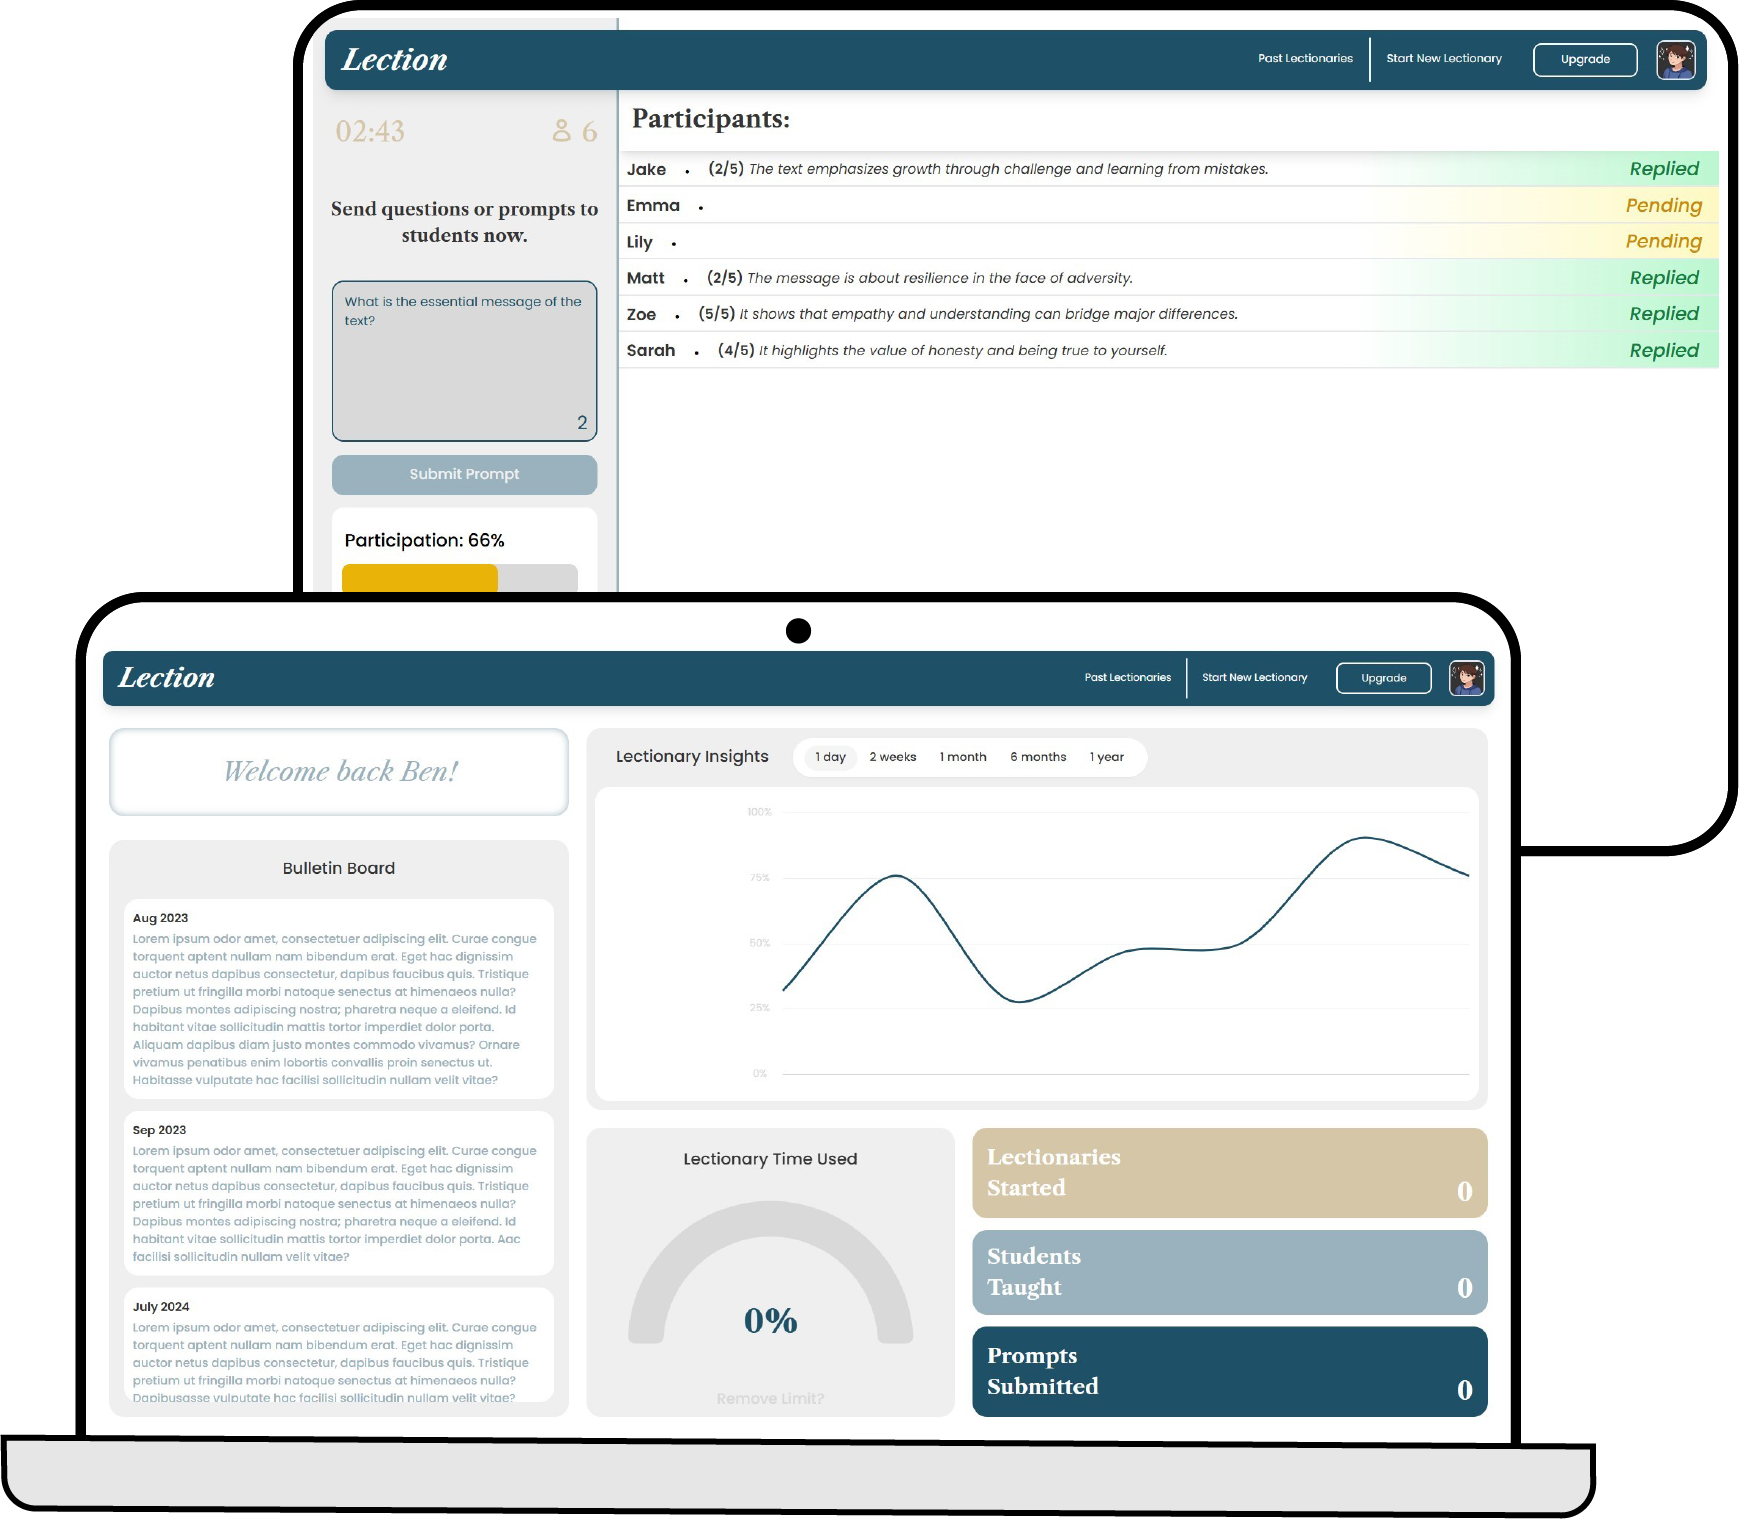 Lection
Past Lectionaries
Start New Lectionary
Upgrade
02:43
6
Send questions or prompts to
students now.
What is the essential message of the
text?
2
Submit Prompt
Participation: 66%
Participants:
Jake • (2/5) The text emphasizes growth through challenge and learning from mistakes. Replied
Emma • Pending
Lily • Pending
Matt • (2/5) The message is about resilience in the face of adversity. Replied
Zoe • (5/5) It shows that empathy and understanding can bridge major differences. Replied
Sarah • (4/5) It highlights the value of honesty and being true to yourself. Replied
Lection
Past Lectionaries
Start New Lectionary
Upgrade
Welcome back Ben!
Bulletin Board
Aug 2023
Lorem ipsum odor amet, consectetuer adipiscing elit. Curae congue
torquent aptent nullam nam bibendum erat. Eget hac dignissim
auctor netus dapibus consectetur, dapibus faucibus quis. Tristique
pretium ut fringilla morbi natoque senectus at himenaeos nulla?
Dapibus montes adipiscing nostra; pharetra neque a eleifend. Id
habitant vitae sollicitudin mattis tortor imperdiet dolor porta.
Aliquam dapibus diam justo montes commodo vivamus? Ornare
vivamus penatibus enim lobortis convallis proin senectus ut.
Habitasse vulputate hac facilisi sollicitudin nullam velit vitae?
Sep 2023
Lorem ipsum odor amet, consectetuer adipiscing elit. Curae congue
torquent aptent nullam nam bibendum erat. Eget hac dignissim
auctor netus dapibus consectetur, dapibus faucibus quis. Tristique
pretium ut fringilla morbi natoque senectus at himenaeos nulla?
Dapibus montes adipiscing nostra; pharetra neque a eleifend. Id
habitant vitae sollicitudin mattis tortor imperdiet dolor porta. Aac
facilisi sollicitudin nullam velit vitae?
July 2024
Lorem ipsum odor amet, consectetuer adipiscing elit. Curae congue
torquent aptent nullam nam bibendum erat. Eget hac dignissim
auctor netus dapibus consectetur, dapibus faucibus quis. Tristique
pretium ut fringilla morbi natoque senectus at himenaeos nulla?
Dapibusasse vulputate hac facilisi sollicitudin nullam velit vitae?
Lectionary Insights
1 day
2 weeks
1 month
6 months
1 year
100%
75%
50%
25%
0%
Lectionary Time Used
0%
Remove Limit?
Lectionaries
Started
0
Students
Taught
0
Prompts
Submitted
0